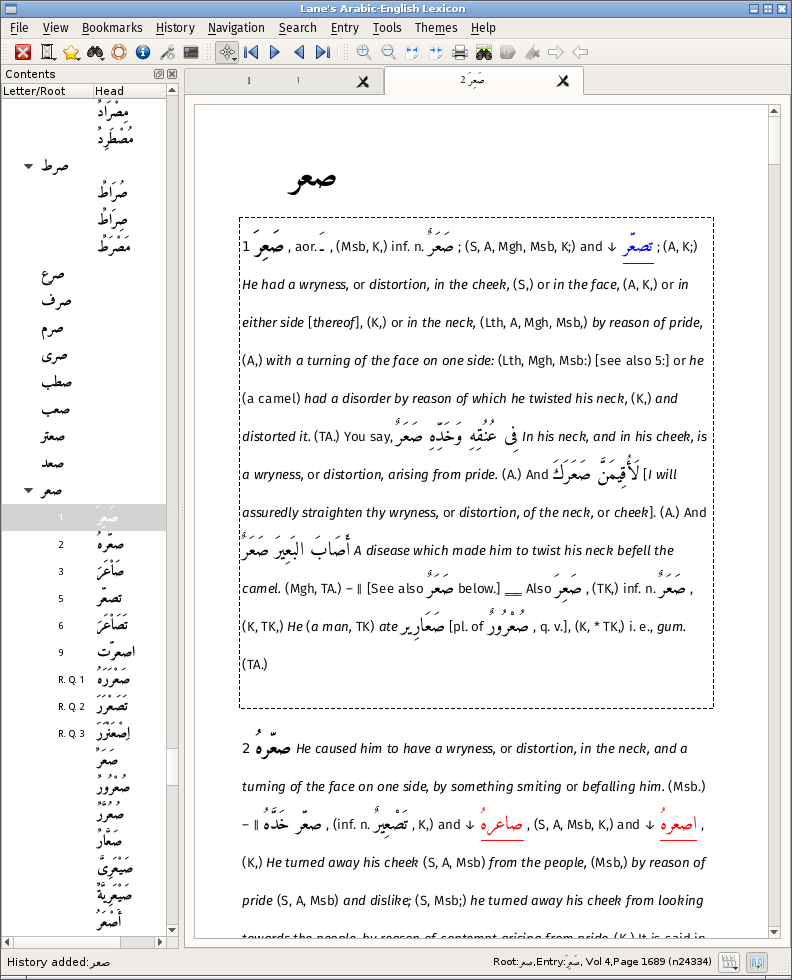 Lane's Arabic-English Lexicon
File View Bookmarks History Navigation Search Entry Tools Themes Help
Contents
Letter/Root Head
مِصْرَادٌ
مُصْطَرِدٌ
صرط
صُرَاطٌ
صِرَاطٌ
مَصْرَطٌ
صرع
صرف
صرم
صرى
صطب
صعب
صعتر
صعد
صعر
1 صَعِرَ
2 صعّرهُ
3 صَاْعَرَ
5 تصعّر
6 تَصَاْعَرَ
9 اصعرّت
R. Q. 1 صَعْرَرَهُ
R. Q. 2 تَصَعْرَرَ
R. Q. 3 اِصْعَنْرَرَ
صَعَرٌ
صُعْرُورٌ
صُعْرُرٌّ
صَعَّارٌ
صَيْعَرِىٌّ
صَيْعَرِيَّةٌ
أَصْعَرُ
1 ا
2 صَعِرَ
صعر
1 صَعِرَ , aor. ـَ , (Msb, K,) inf. n. صَعَرٌ ; (S, A, Mgh, Msb, K;) and ↓ تصعّر ; (A, K;)
He had a wryness, or distortion, in the cheek, (S,) or in the face, (A, K,) or in
either side [thereof], (K,) or in the neck, (Lth, A, Mgh, Msb,) by reason of pride,
(A,) with a turning of the face on one side: (Lth, Mgh, Msb:) [see also 5:] or he
(a camel) had a disorder by reason of which he twisted his neck, (K,) and
distorted it. (TA.) You say, فِى عُنُقِهِ وَخَدِّهِ صَعَرٌ In his neck, and in his cheek, is
a wryness, or distortion, arising from pride. (A.) And لَأُقِيمَنَّ صَعَرَكَ [I will
assuredly straighten thy wryness, or distortion, of the neck, or cheek]. (A.) And
أَصَابَ البَعِيرَ صَعَرٌ A disease which made him to twist his neck befell the
camel. (Mgh, TA.) – ‖ [See also صَعَرٌ below.] __ Also صَعِرَ , (TK,) inf. n. صَعَرٌ ,
(K, TK,) He (a man, TK) ate صَعَارِير [pl. of صُعْرُورٌ , q. v.], (K, * TK,) i. e., gum.
(TA.)
2 صعّرهُ He caused him to have a wryness, or distortion, in the neck, and a
turning of the face on one side, by something smiting or befalling him. (Msb.)
– ‖ صعّر خَدَّهُ , (inf. n. تَصْعِيرٌ , K,) and ↓ صاعرهُ , (S, A, Msb, K,) and ↓ اصعرهُ ,
(K,) He turned away his cheek (S, A, Msb) from the people, (Msb,) by reason of
pride (S, A, Msb) and dislike; (S, Msb;) he turned away his cheek from looking
towards the people, by reason of contempt arising from pride. (K.) It is said in
History added:صعر
Root:صعر,Entry:صَعِرَ, Vol 4,Page 1689 (n24334)